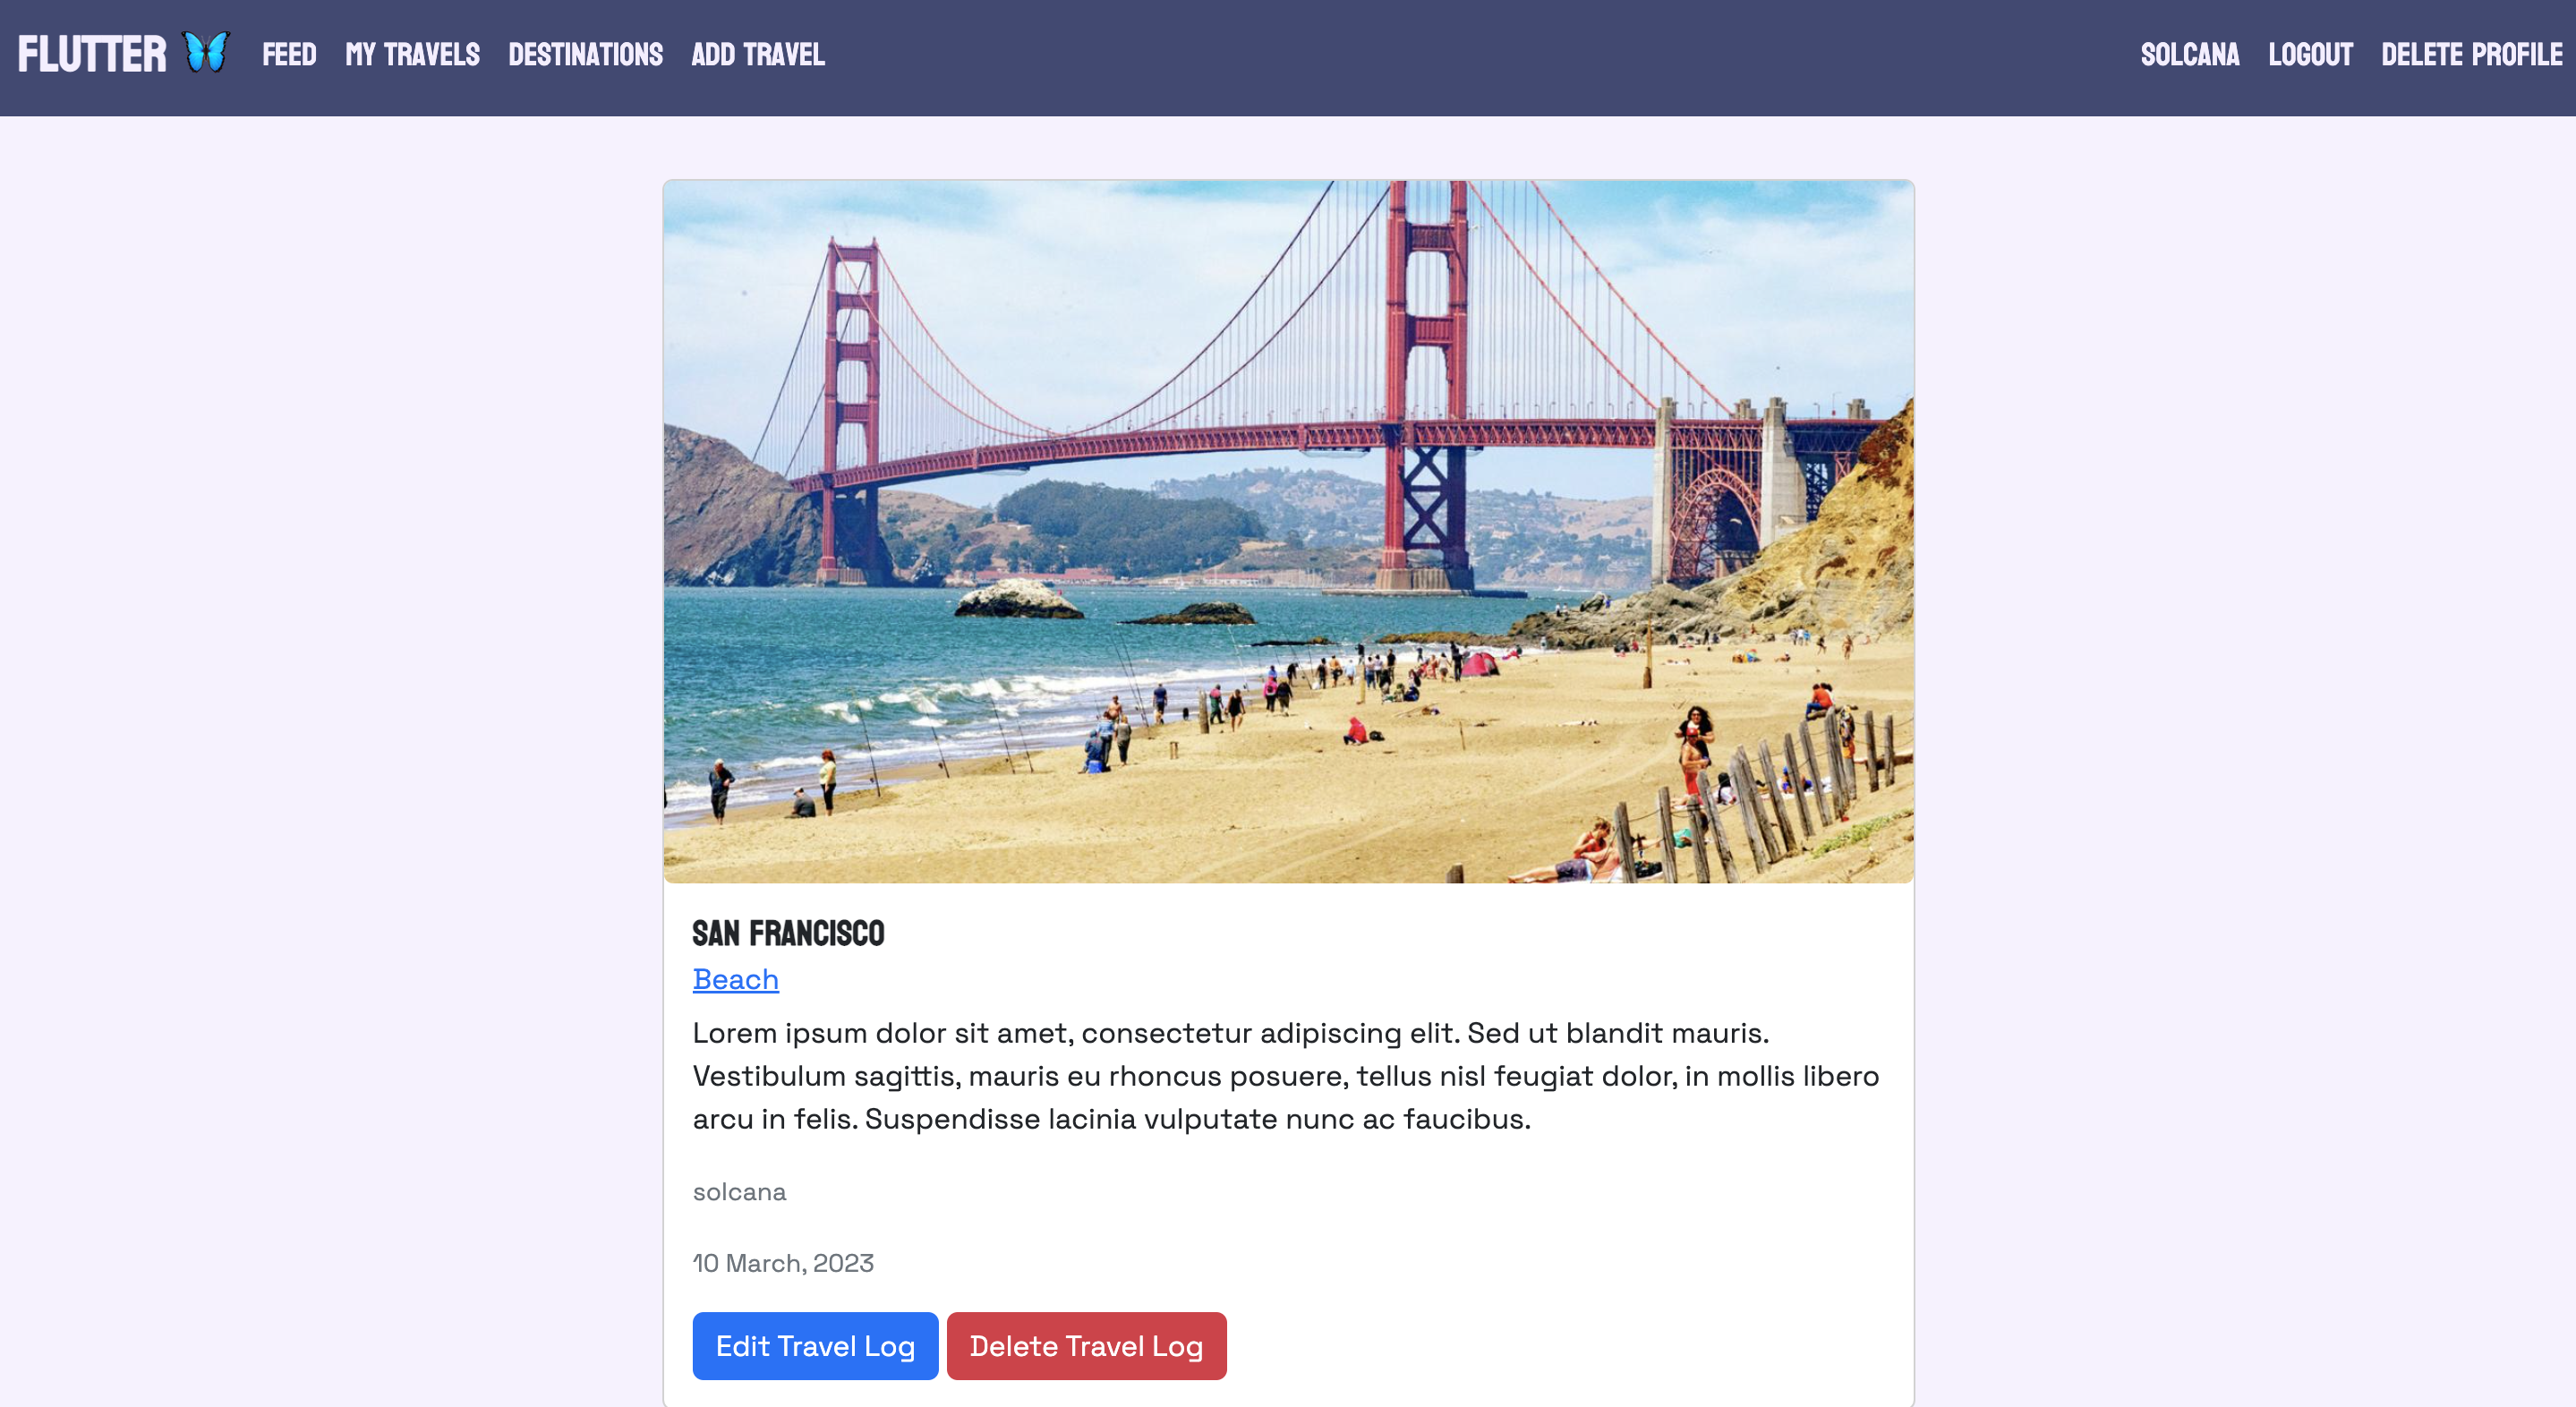 FLUTTER 🦋 FEED MY TRAVELS DESTINATIONS ADD TRAVEL SOLCANA LOGOUT DELETE PROFILE
SAN FRANCISCO
Beach
Lorem ipsum dolor sit amet, consectetur adipiscing elit. Sed ut blandit mauris.
Vestibulum sagittis, mauris eu rhoncus posuere, tellus nisl feugiat dolor, in mollis libero
arcu in felis. Suspendisse lacinia vulputate nunc ac faucibus.
solcana
10 March, 2023
Edit Travel Log Delete Travel Log